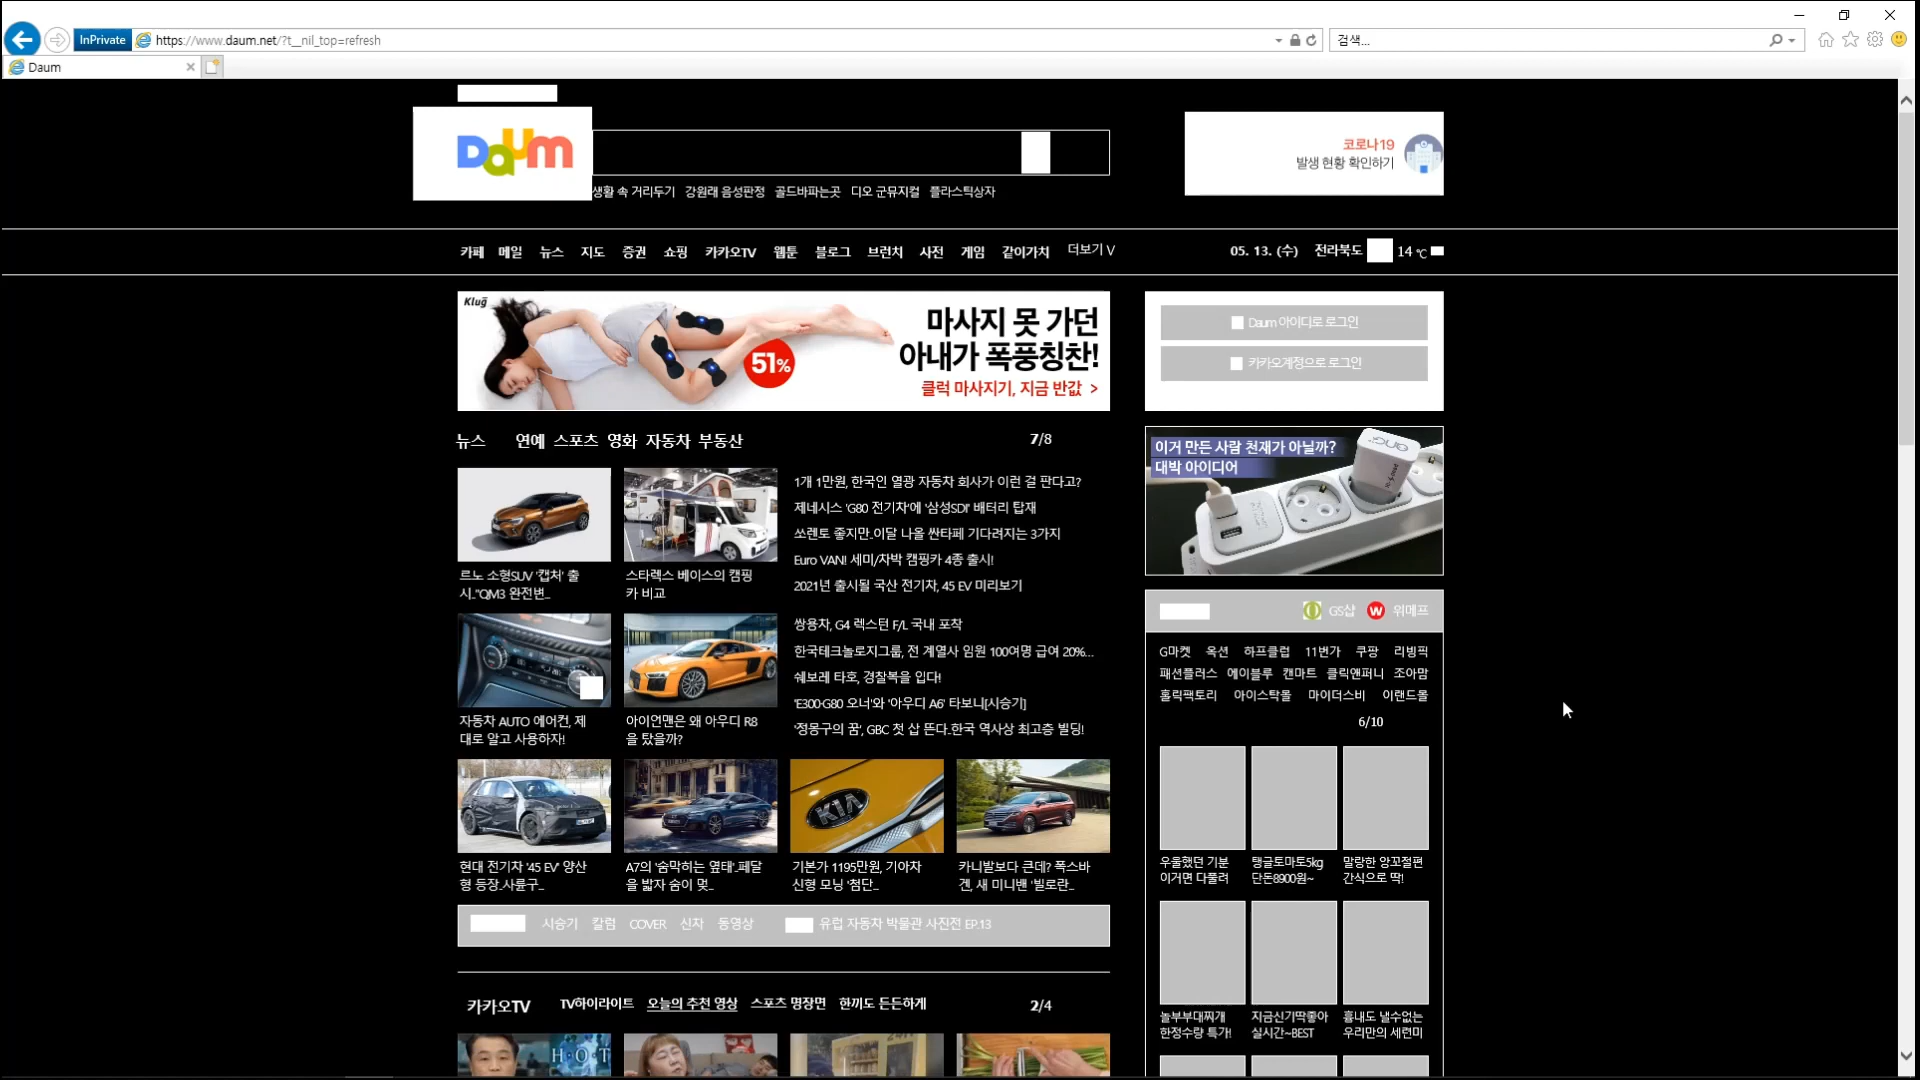 InPrivate https://www.daum.net/?t__nil_top=refresh 검색...
Daum
Daum
코로나19
발생 현황 확인하기
생활 속 거리두기 강원래 음성판정 골드바파는곳 디오 군뮤지컬 플라스틱상자
카페 메일 뉴스 지도 증권 쇼핑 카카오TV 웹툰 블로그 브런치 사전 게임 같이가치 더보기 V
05. 13. (수) 전라북도 14 ℃
Klug
마사지 못 가던
아내가 폭풍칭찬!
51%
클럭 마사지기, 지금 반값 >
Daum 아이디로 로그인
카카오계정으로 로그인
뉴스 연예 스포츠 영화 자동차 부동산 7/8
이거 만든 사람 천재가 아닐까?
대박 아이디어
1개 1만원, 한국인 열광 자동차 회사가 이런 걸 판다고?
제네시스 'G80 전기차'에 '삼성SDI' 배터리 탑재
쏘렌토 좋지만..이달 나올 싼타페 기다려지는 3가지
Euro VAN! 세미/차박 캠핑카 4종 출시!
2021년 출시될 국산 전기차, 45 EV 미리보기
르노 소형SUV '캡처' 출
시.."QM3 완전변...
스타렉스 베이스의 캠핑
카 비교
쌍용차, G4 렉스턴 F/L 국내 포착
한국테크놀로지그룹, 전 계열사 임원 100여명 급여 20%...
쉐보레 타호, 경찰복을 입다!
'E300·G80 오너'와 '아우디 A6' 타보니[시승기]
'정몽구의 꿈', GBC 첫 삽 뜬다..한국 역사상 최고층 빌딩!
자동차 AUTO 에어컨, 제
대로 알고 사용하자!
아이언맨은 왜 아우디 R8
을 탔을까?
KIA
현대 전기차 '45 EV' 양산
형 등장..사륜구...
A7의 '숨막히는 옆태'..페달
을 밟자 숨이 멎...
기본가 1195만원, 기아차
신형 모닝 '첨단...
카니발보다 큰데? 폭스바
겐, 새 미니밴 '빌로란...
시승기 칼럼 COVER 신차 동영상 유럽 자동차 박물관 사진전 EP.13
카카오TV TV하이라이트 오늘의 추천 영상 스포츠 명장면 한끼도 든든하게 2/4
HOT
GS샵 위메프
G마켓 옥션 하프클럽 11번가 쿠팡 리빙픽
패션플러스 에이블루 캔마트 클릭앤퍼니 조아맘
홀릭팩토리 아이스탁몰 마이더스비 이랜드몰
6/10
우울했던 기분
이거면 다풀려
탱글토마토5kg
단돈8900원~
말랑한 앙꼬절편
간식으로 딱!
놀부부대찌개
한정수량 특가!
지금신기딱좋아
실시간~BEST
흉내도 낼수없는
우리만의 세련미